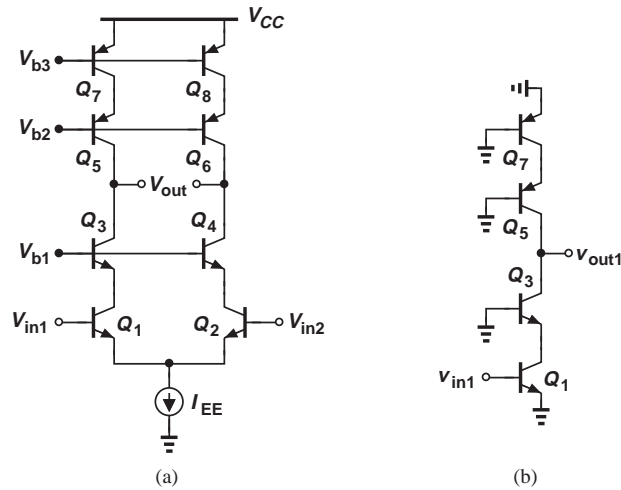 V_CC
V_b3
Q_7
Q_8
V_b2
Q_5
Q_6
V_out
Q_3
Q_4
V_b1
V_in1
Q_1
Q_2
V_in2
I_EE
(a)
Q_7
Q_5
v_out1
Q_3
v_in1
Q_1
(b)